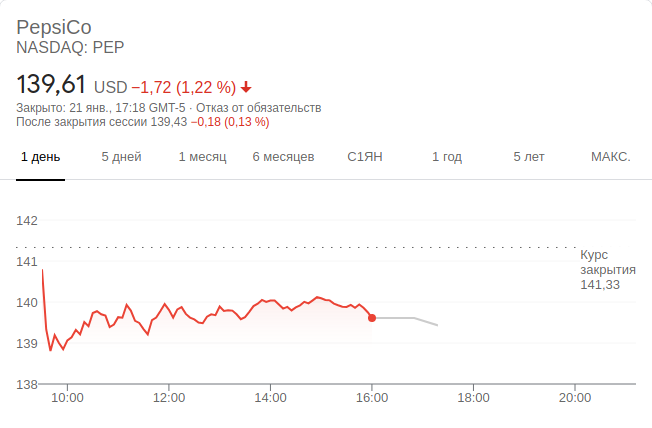 PepsiCo
NASDAQ: PEP
139,61 USD −1,72 (1,22 %)
Закрыто: 21 янв., 17:18 GMT-5 · Отказ от обязательств
После закрытия сессии 139,43 −0,18 (0,13 %)
1 день 5 дней 1 месяц 6 месяцев С1ЯН 1 год 5 лет МАКС.
142
141
140
139
138
Курс
закрытия
141,33
10:00 12:00 14:00 16:00 18:00 20:00